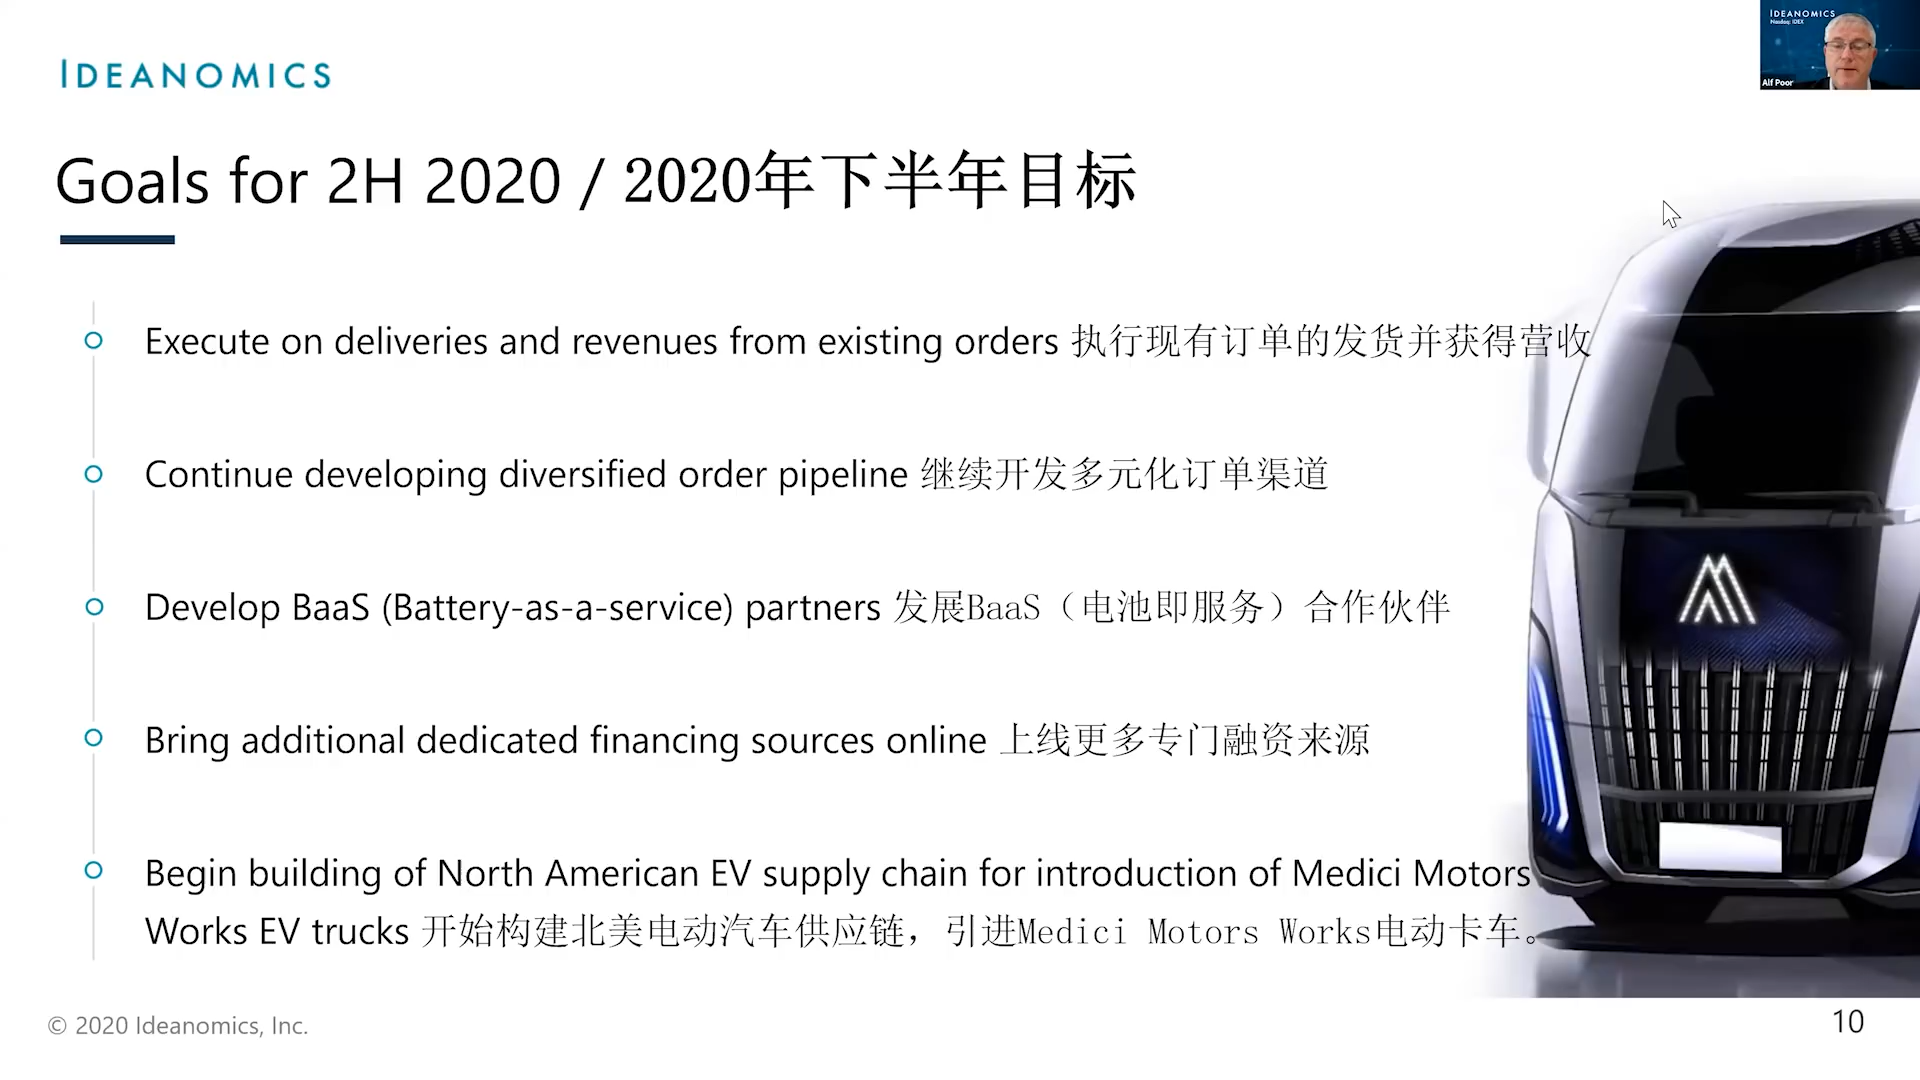 IDEANOMICS
IDEANOMICS
Nasdaq: IDEX
Alf Poor
Goals for 2H 2020 / 2020年下半年目标
Execute on deliveries and revenues from existing orders 执行现有订单的发货并获得营收
Continue developing diversified order pipeline 继续开发多元化订单渠道
Develop BaaS (Battery-as-a-service) partners 发展BaaS（电池即服务）合作伙伴
Bring additional dedicated financing sources online 上线更多专门融资来源
Begin building of North American EV supply chain for introduction of Medici Motors
Works EV trucks 开始构建北美电动汽车供应链，引进Medici Motors Works电动卡车。
© 2020 Ideanomics, Inc.
10